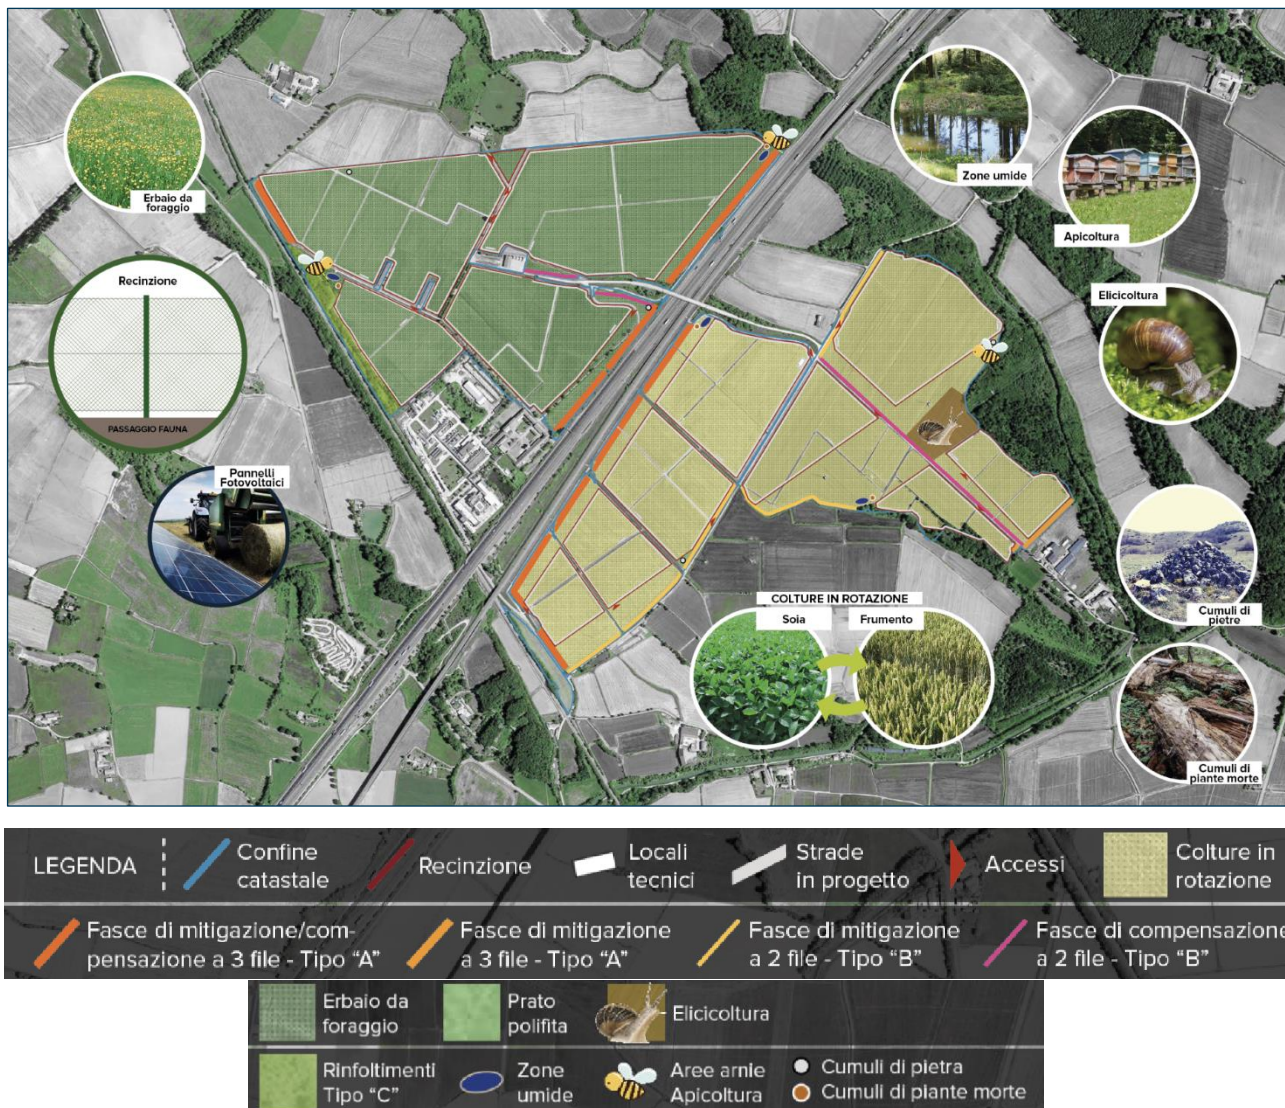 Erbaio da
foraggio
Zone umide
Apicoltura
Recinzione
PASSAGGIO FAUNA
Elicicoltura
Pannelli
Fotovoltaici
Cumuli di
pietre
COLTURE IN ROTAZIONE
Soia
Frumento
Cumuli di
piante morte
LEGENDA
Confine
catastale
Recinzione
Locali
tecnici
Strade
in progetto
Accessi
Colture in
rotazione
Fasce di mitigazione/com-
pensazione a 3 file - Tipo “A”
Fasce di mitigazione
a 3 file - Tipo “A”
Fasce di mitigazione
a 2 file - Tipo “B”
Fasce di compensazione
a 2 file - Tipo “B”
Erbaio da
foraggio
Prato
polifita
Elicicoltura
Rinfoltimenti
Tipo “C”
Zone
umide
Aree arnie
Apicoltura
Cumuli di pietra
Cumuli di piante morte